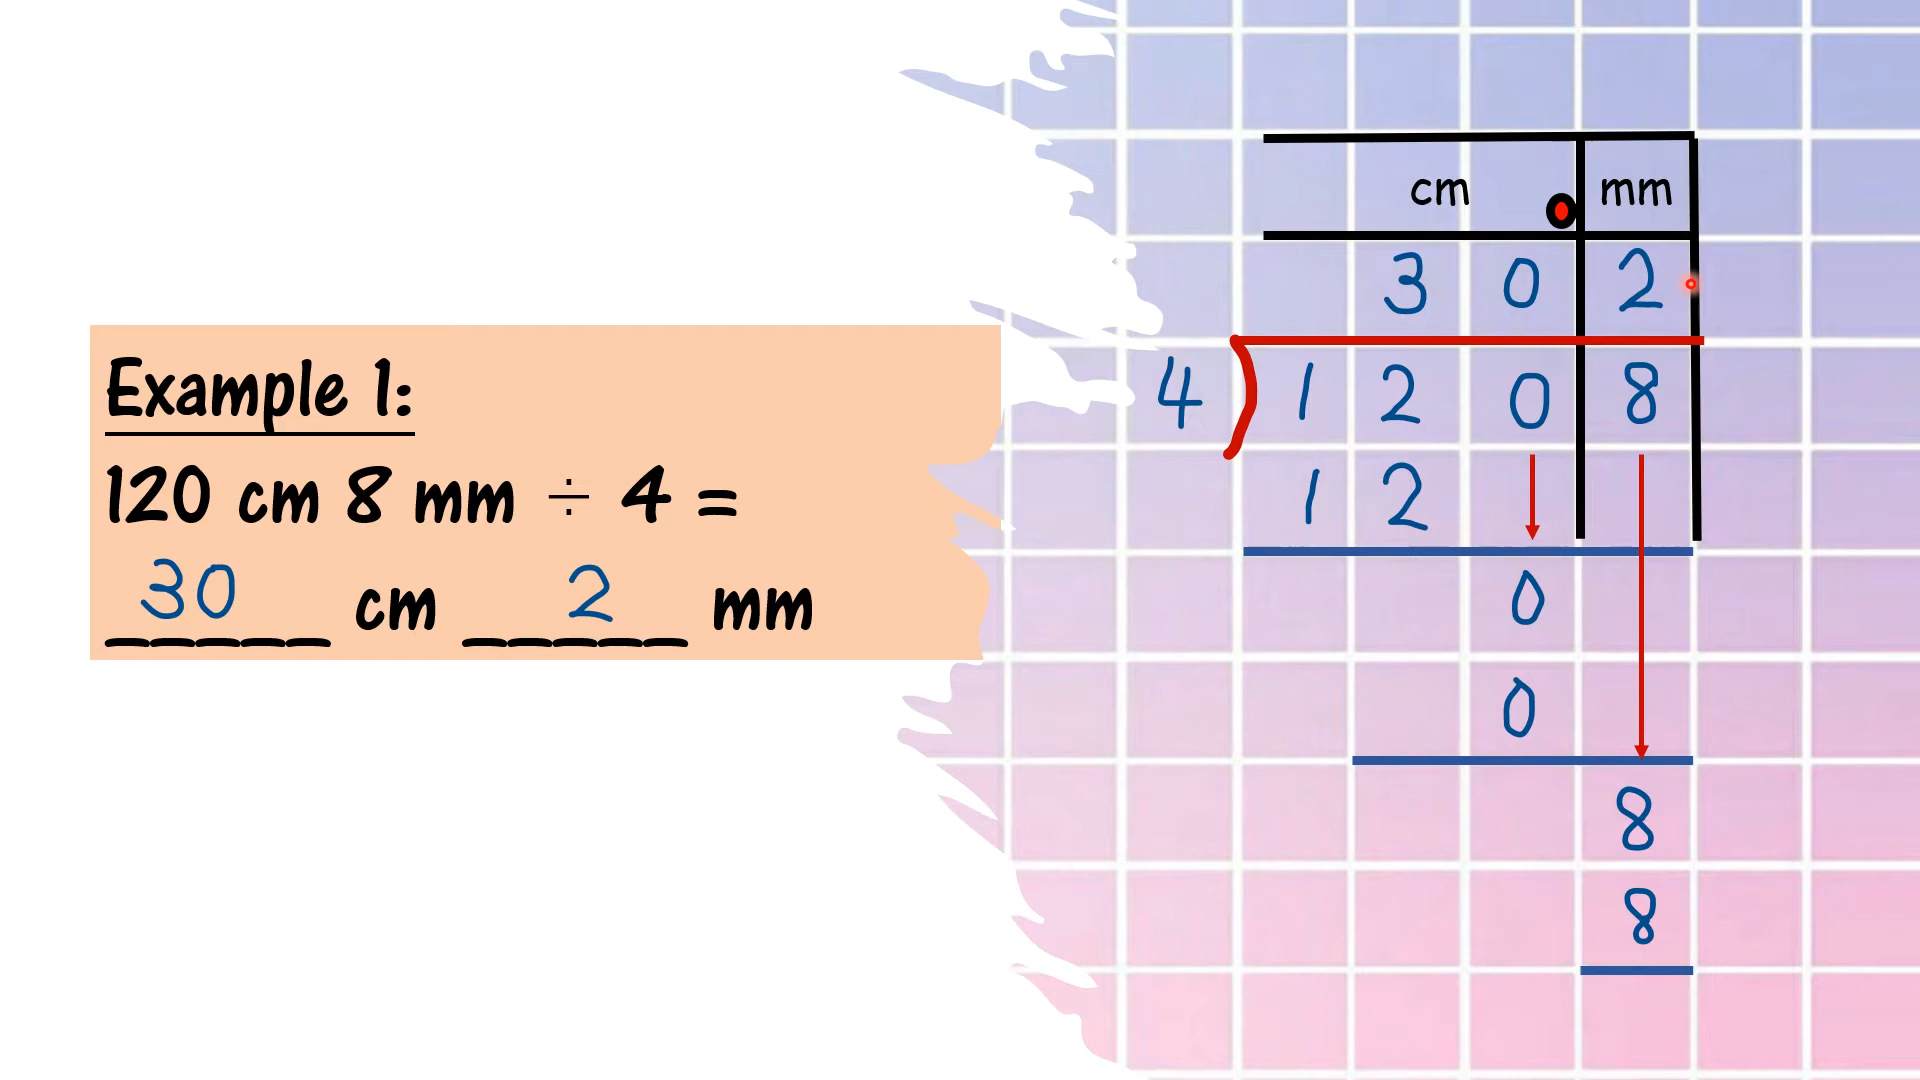 Example 1:
120 cm 8 mm ÷ 4 =
30 cm 2 mm
cm mm
3 0 2
4 1 2 0 8
1 2
0
0
8
8